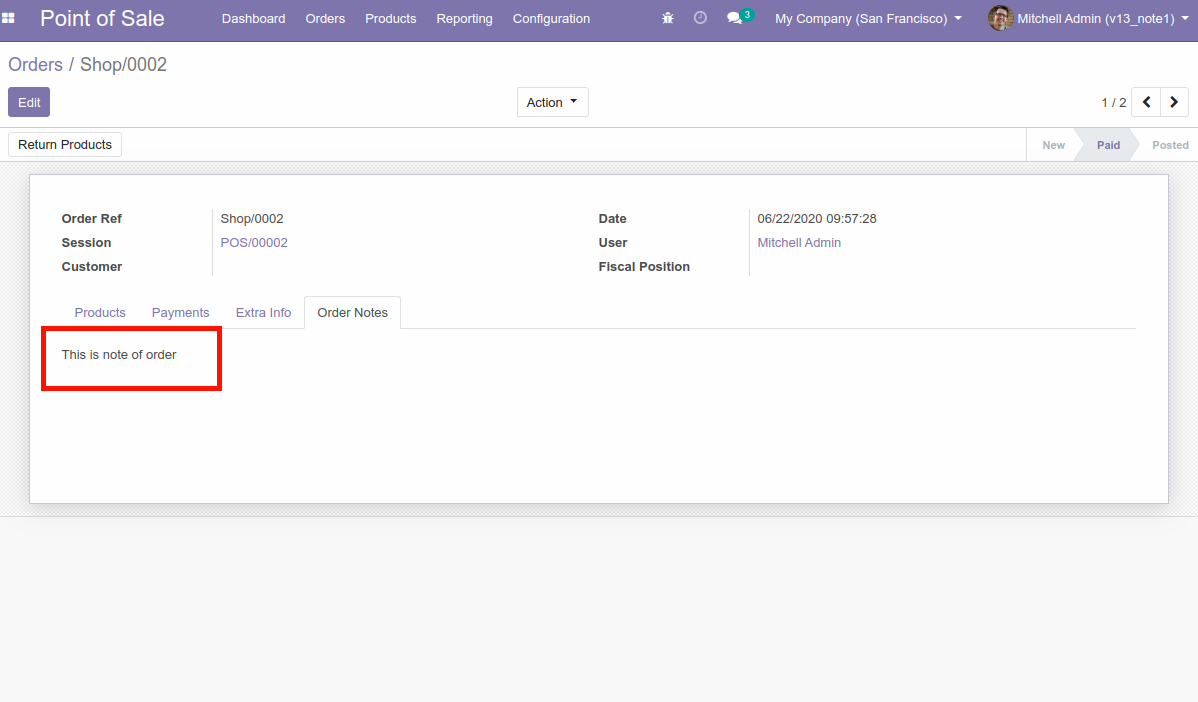 Point of Sale Dashboard Orders Products Reporting Configuration 3 My Company (San Francisco) Mitchell Admin (v13_note1)
Orders / Shop/0002
Edit Action 1 / 2
Return Products New Paid Posted
Order Ref Shop/0002 Date 06/22/2020 09:57:28
Session POS/00002 User Mitchell Admin
Customer Fiscal Position
Products Payments Extra Info Order Notes
This is note of order